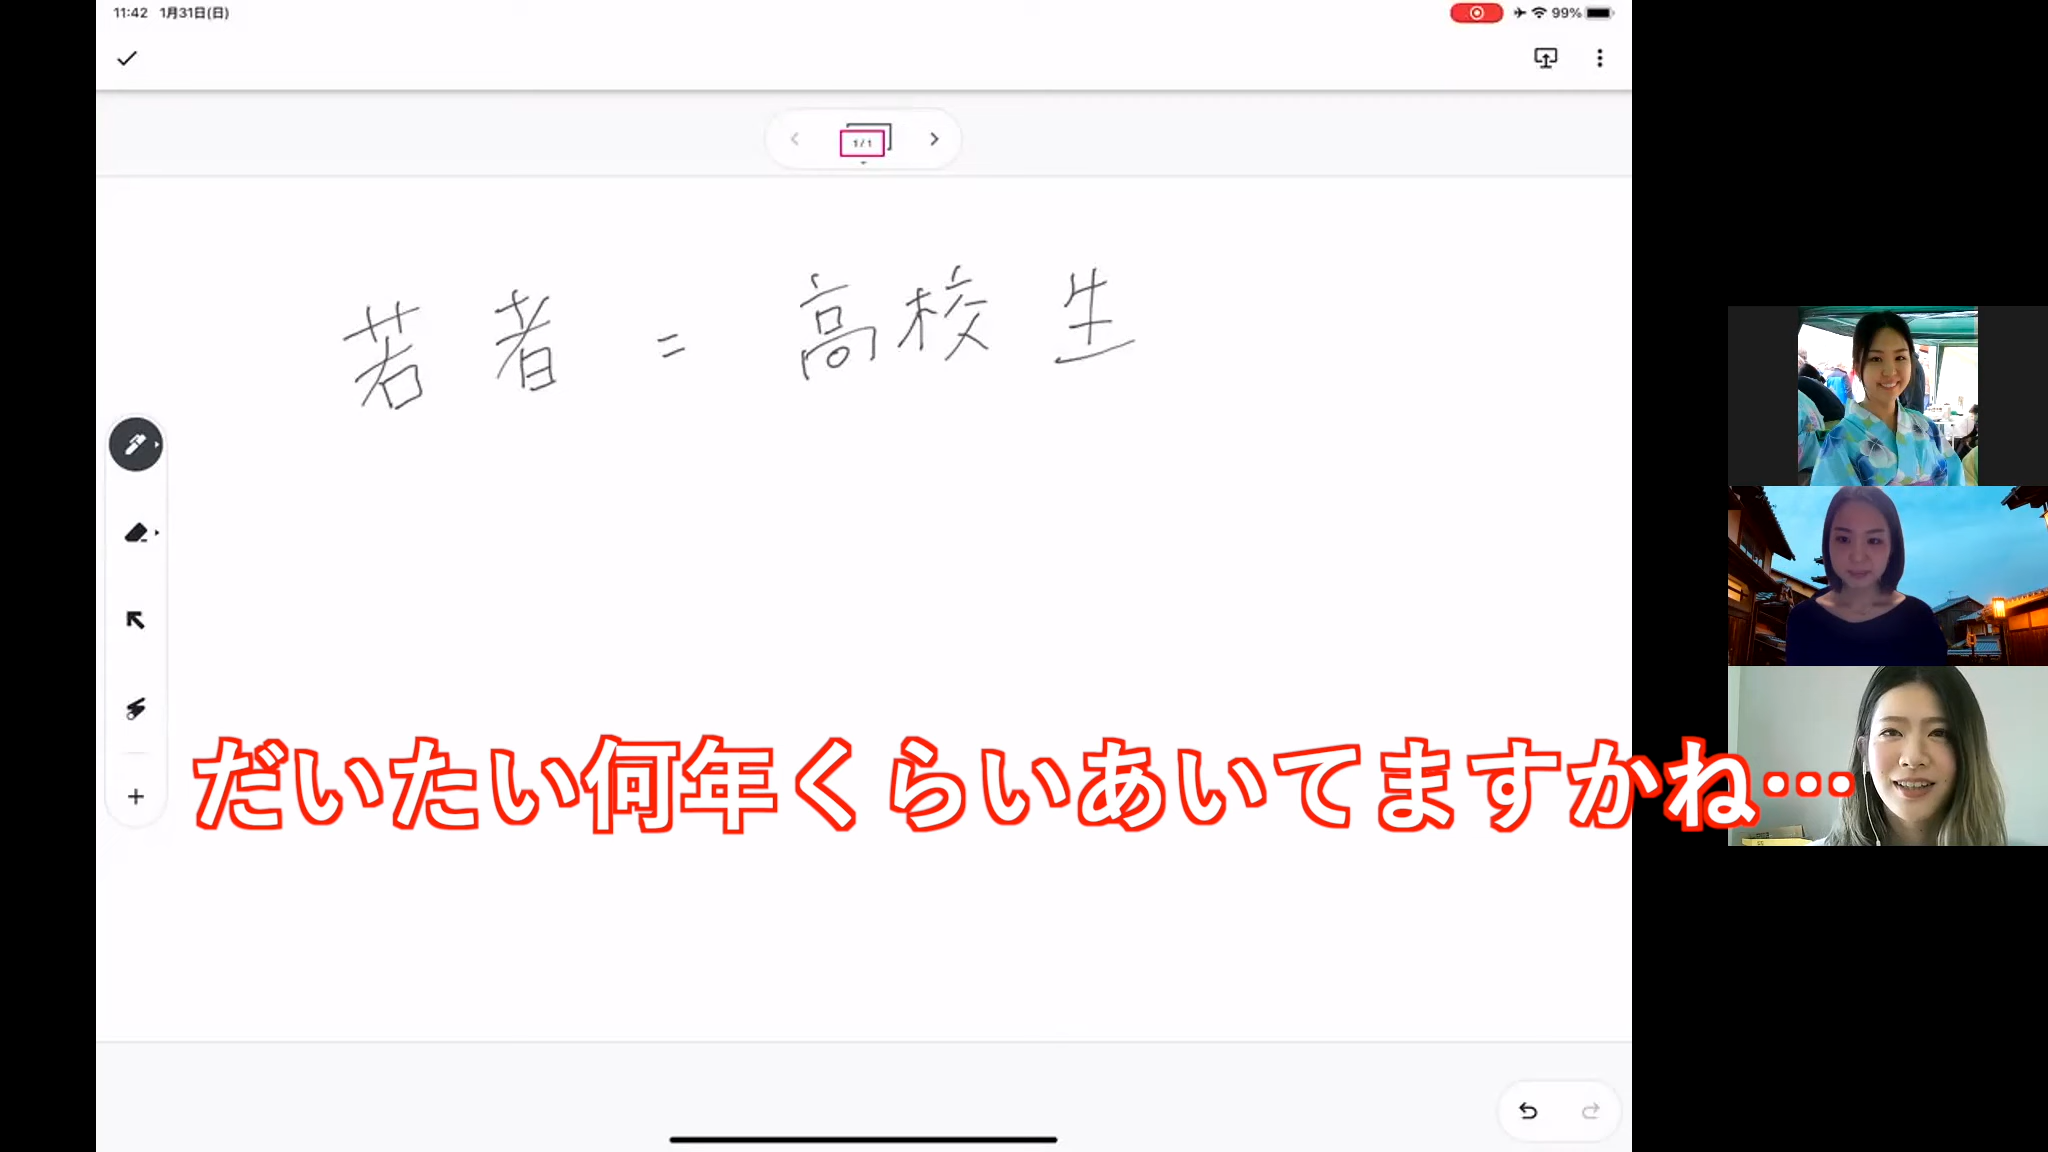 11:42 1月31日(日)
99%
1/1
若者 = 高校生
だいたい何年くらいあいてますかね…